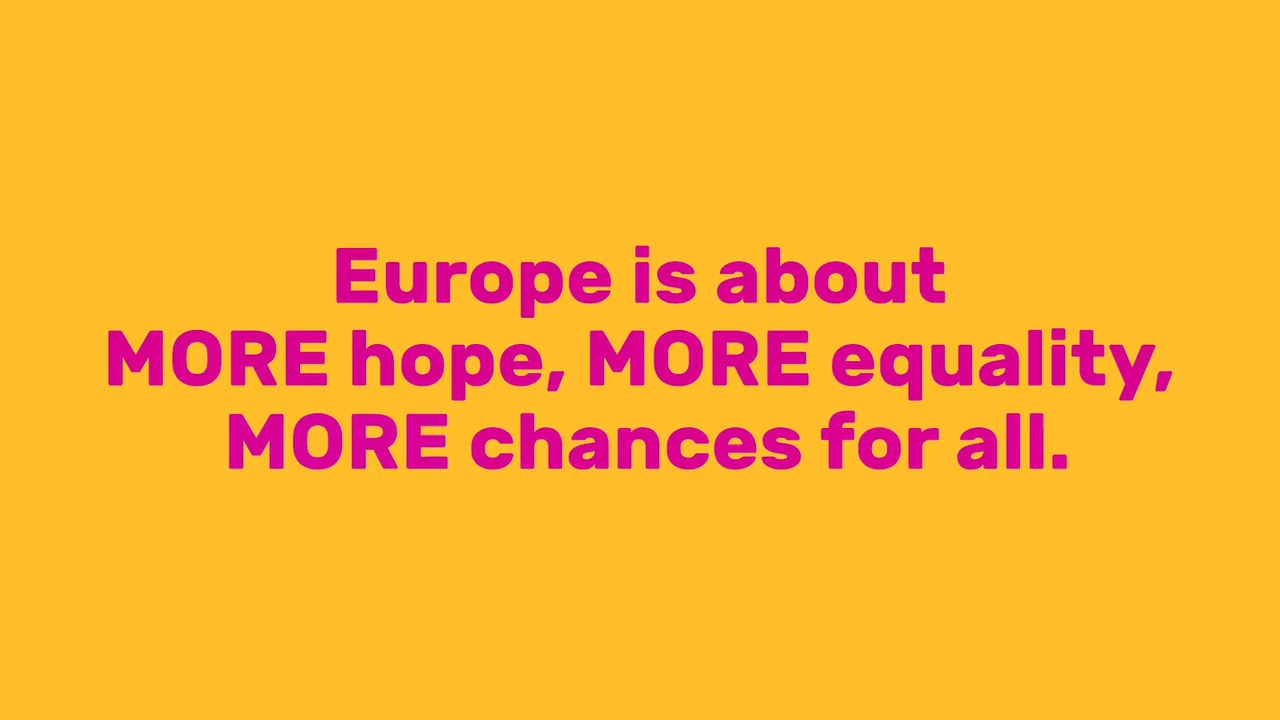 Europe is about
MORE hope, MORE equality,
MORE chances for all.